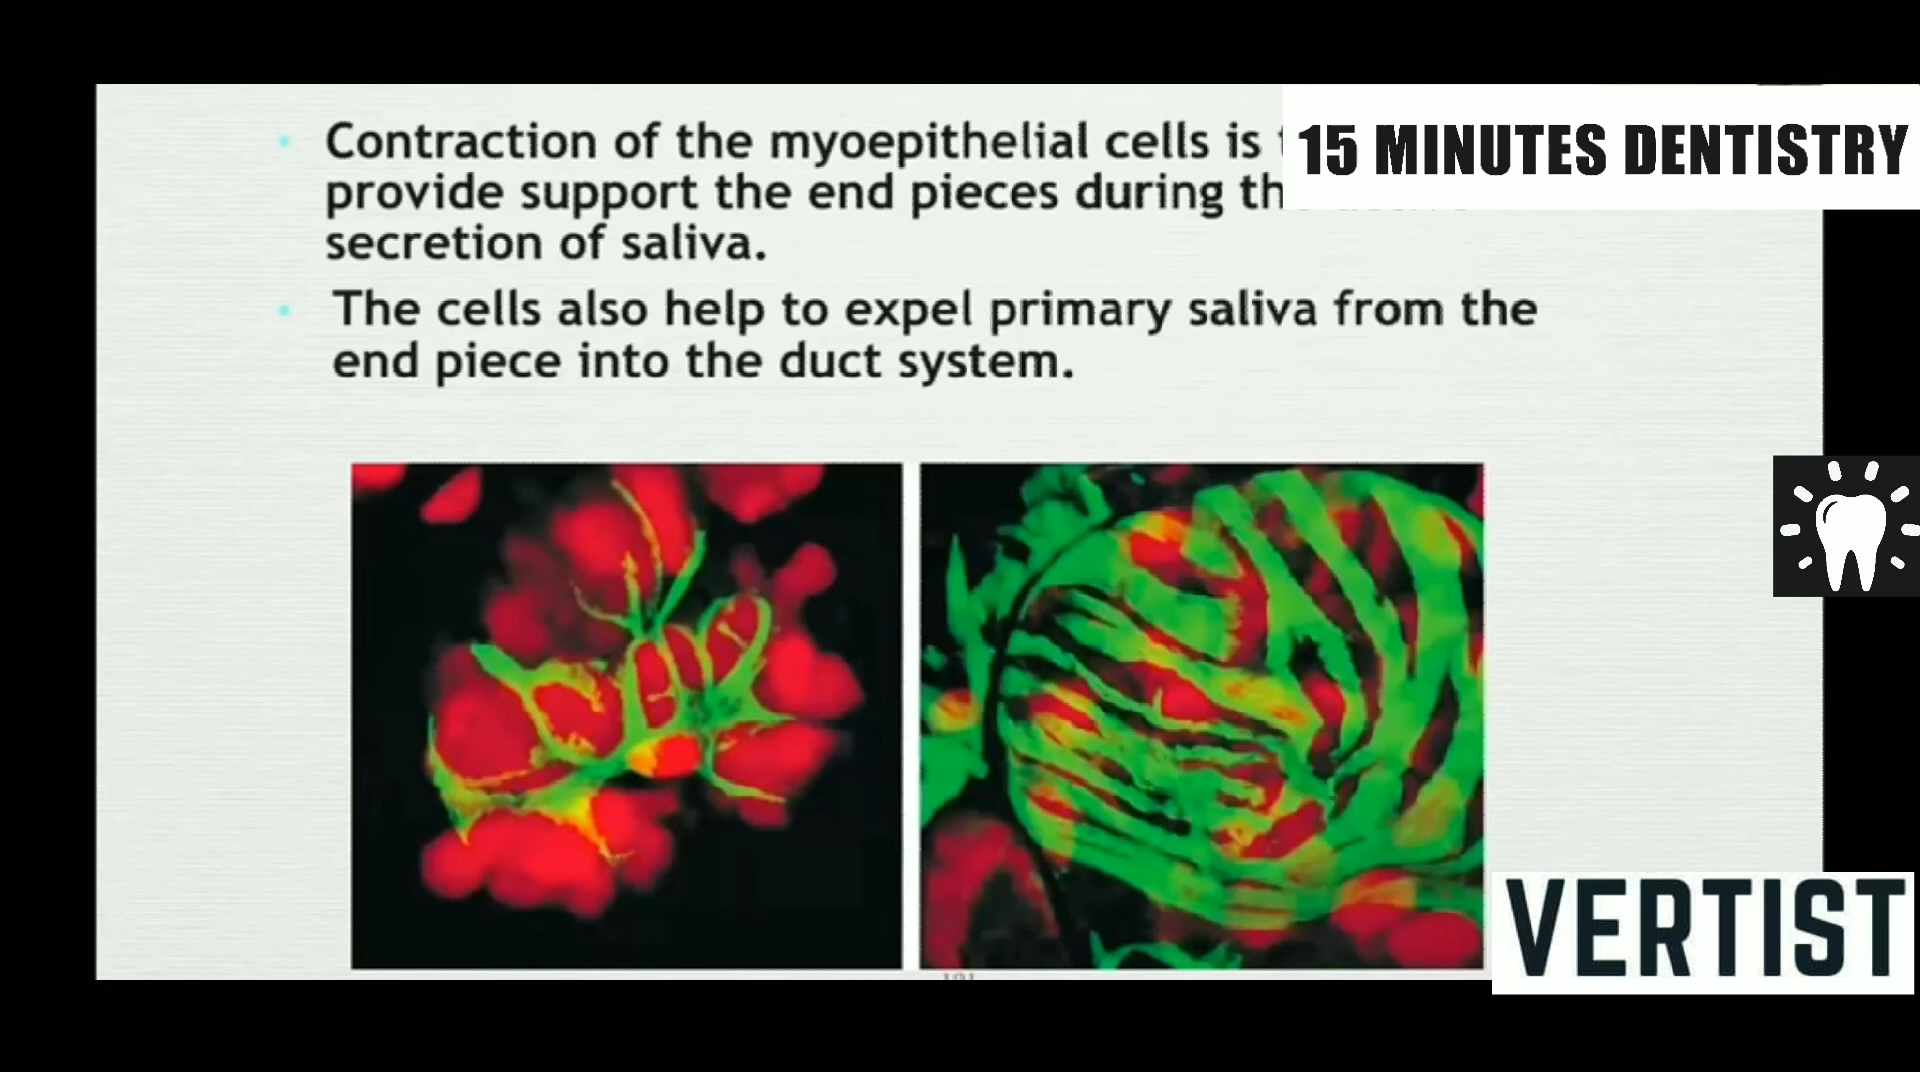 Contraction of the myoepithelial cells is
15 MINUTES DENTISTRY
provide support the end pieces during
secretion of saliva.
The cells also help to expel primary saliva from the
end piece into the duct system.
VERTIST